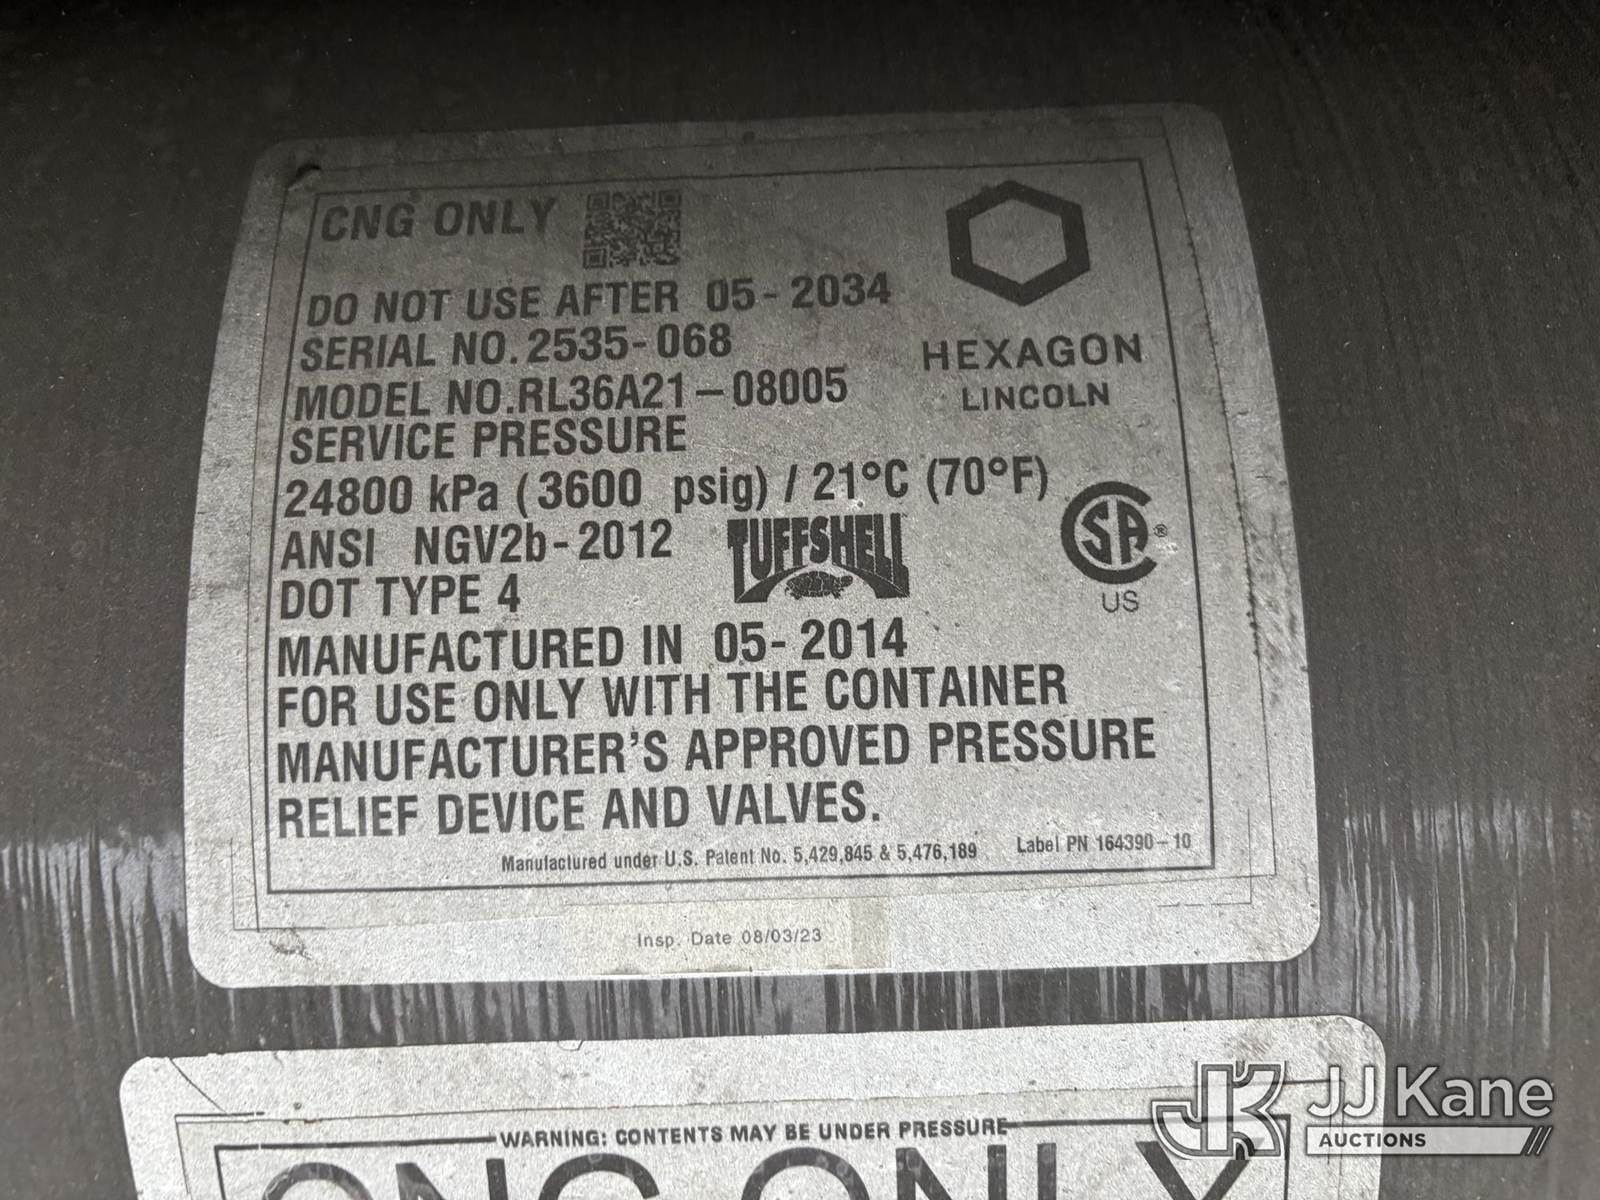 CNG ONLY
DO NOT USE AFTER 05-2034
SERIAL NO. 2535-068
MODEL NO. RL36A21-08005
SERVICE PRESSURE
24800 kPa (3600 psig) / 21°C (70°F)
ANSI NGV2b-2012
DOT TYPE 4
HEXAGON
LINCOLN
TUFFSHELL
SA®
US
MANUFACTURED IN 05-2014
FOR USE ONLY WITH THE CONTAINER
MANUFACTURER'S APPROVED PRESSURE
RELIEF DEVICE AND VALVES.
Manufactured under U.S. Patent No. 5,429,845 & 5,476,189 Label PN 164390-10
Insp. Date 08/03/23
WARNING: CONTENTS MAY BE UNDER PRESSURE
CNG ONLY
JK JJ Kane
AUCTIONS